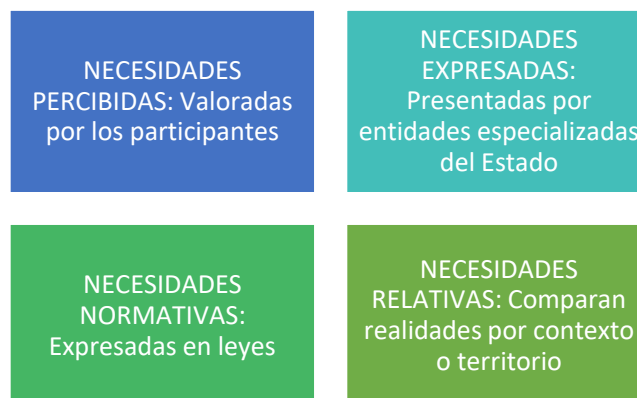 NECESIDADES
PERCIBIDAS: Valoradas
por los participantes
NECESIDADES
EXPRESADAS:
Presentadas por
entidades especializadas
del Estado
NECESIDADES
NORMATIVAS:
Expresadas en leyes
NECESIDADES
RELATIVAS: Comparan
realidades por contexto
o territorio